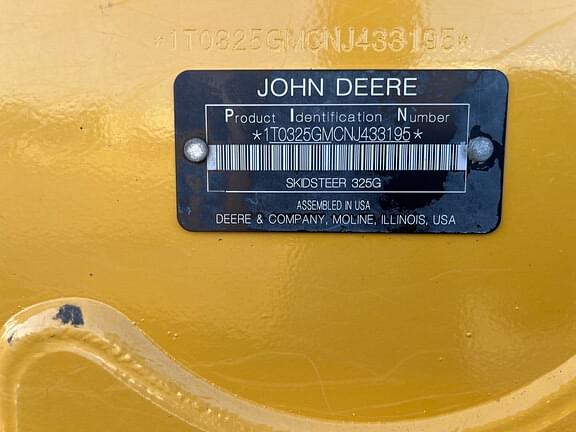 *1T0325GMCNJ433195*
JOHN DEERE
Product Identification Number
*1T0325GMCNJ433195*
SKIDSTEER 325G
ASSEMBLED IN USA
DEERE & COMPANY, MOLINE, ILLINOIS, USA